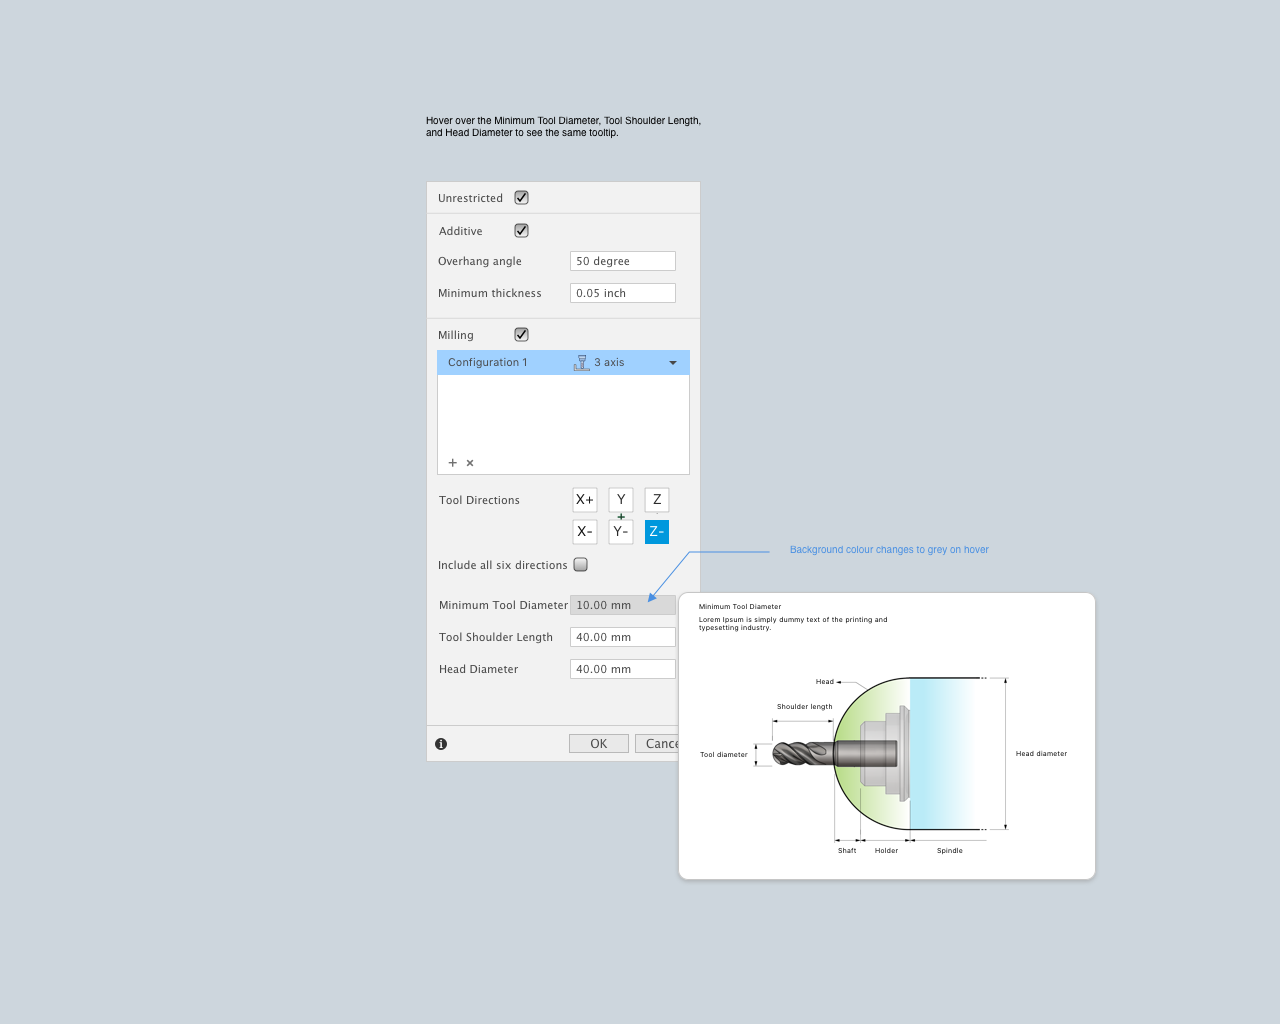 Hover over the Minimum Tool Diameter, Tool Shoulder Length,
and Head Diameter to see the same tooltip.
Unrestricted
Additive
Overhang angle 50 degree
Minimum thickness 0.05 inch
Milling
Configuration 1 3 axis
+ ×
Tool Directions X+ Y Z
+
X- Y- Z-
Background colour changes to grey on hover
Include all six directions
Minimum Tool Diameter 10.00 mm
Tool Shoulder Length 40.00 mm
Head Diameter 40.00 mm
OK Cance
Minimum Tool Diameter
Lorem Ipsum is simply dummy text of the printing and
typesetting industry.
Head
Shoulder length
Tool diameter
Head diameter
Shaft Holder Spindle